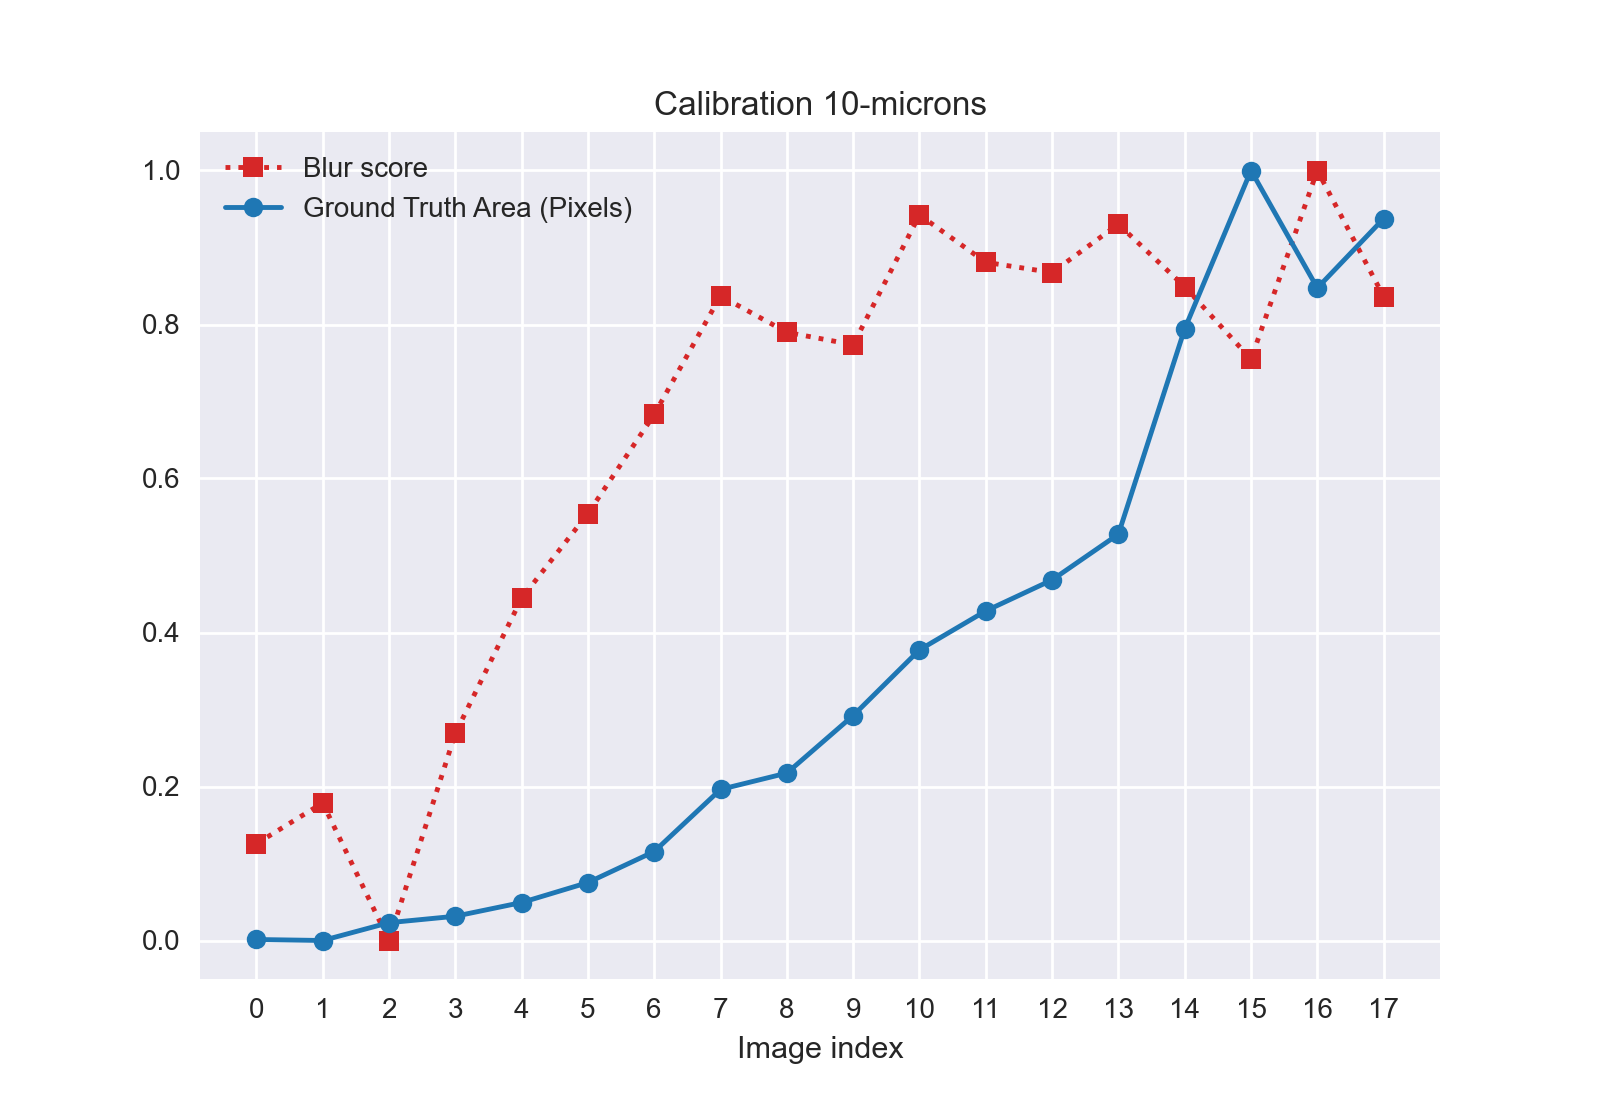 Calibration 10-microns
Blur score
Ground Truth Area (Pixels)
1.0
0.8
0.6
0.4
0.2
0.0
0 1 2 3 4 5 6 7 8 9 10 11 12 13 14 15 16 17
Image index